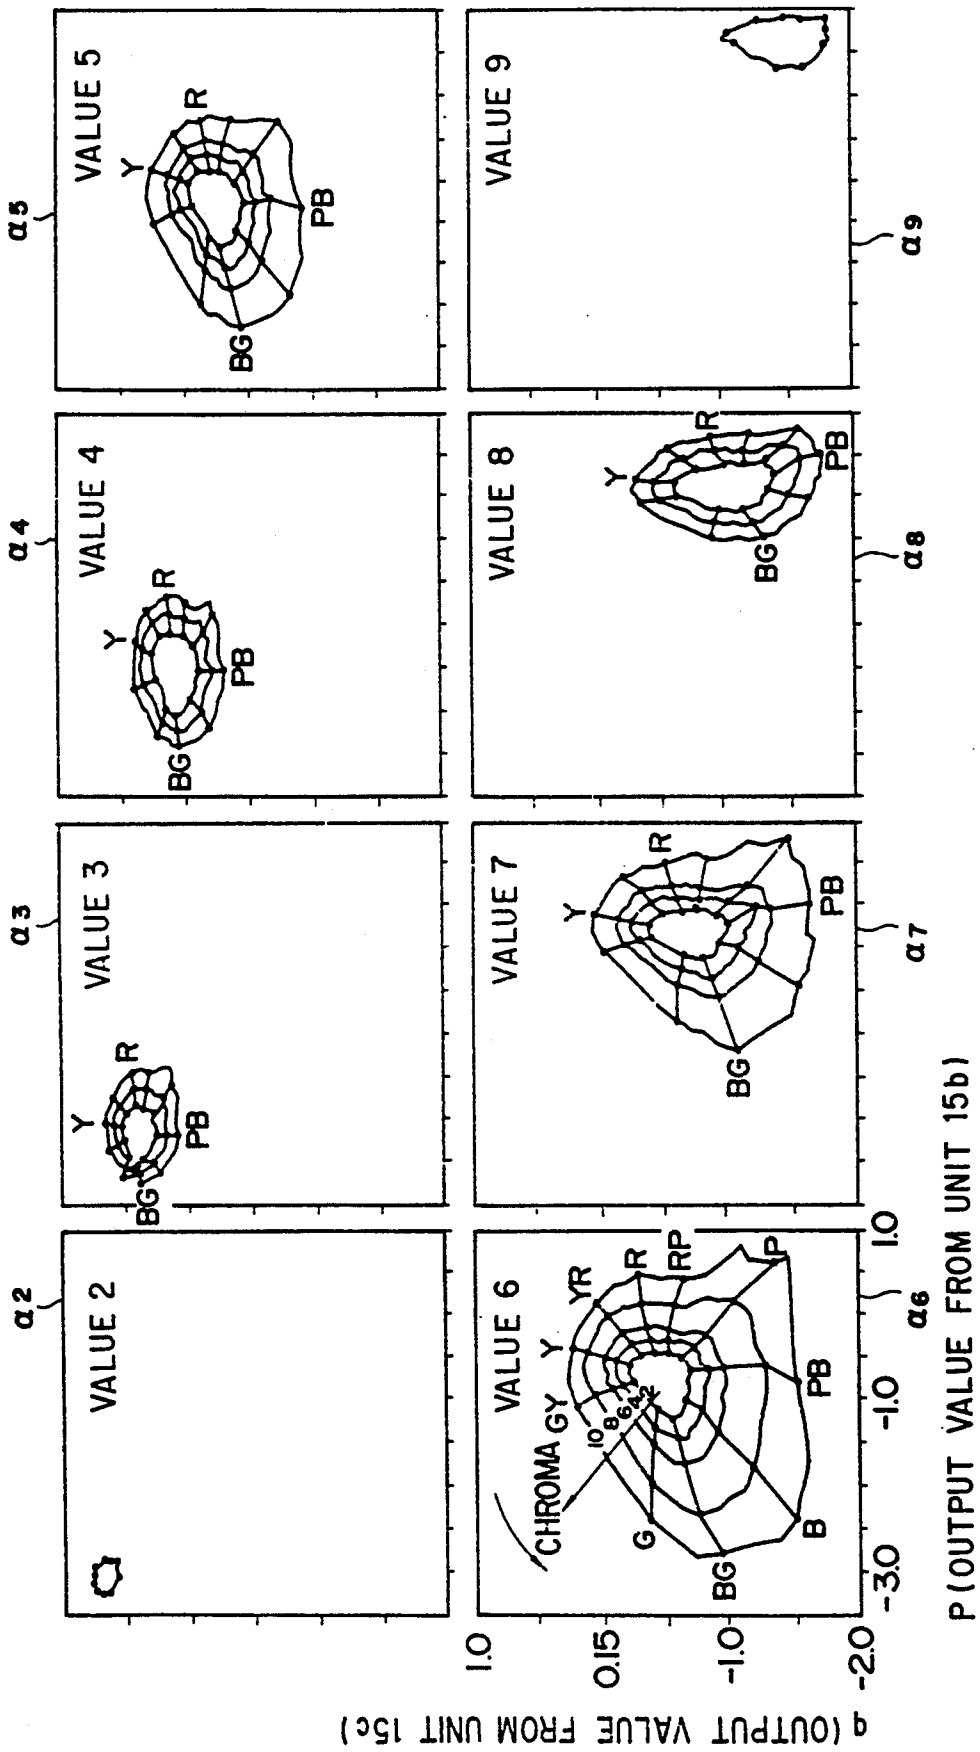 α2
α3
α4
α5
VALUE 2
VALUE 3
Y
R
PB
BG
VALUE 4
Y
R
PB
BG
VALUE 5
Y
R
PB
BG
VALUE 6
GY
Y
YR
R
RP
P
PB
B
BG
G
CHROMA
10
8
6
4
2
VALUE 7
Y
R
PB
BG
VALUE 8
Y
R
PB
BG
VALUE 9
1.0
0.15
-1.0
-2.0
q (OUTPUT VALUE FROM UNIT 15c)
-3.0
-1.0
1.0
α6
α7
α8
α9
P (OUTPUT VALUE FROM UNIT 15b)